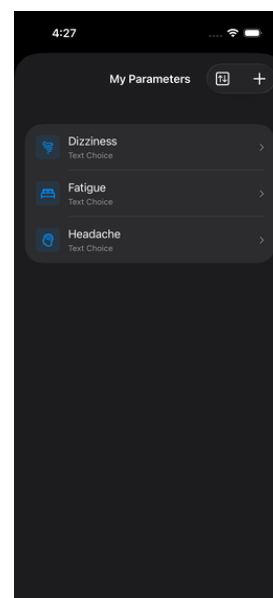 4:27
My Parameters
Dizziness
Text Choice
Fatigue
Text Choice
Headache
Text Choice